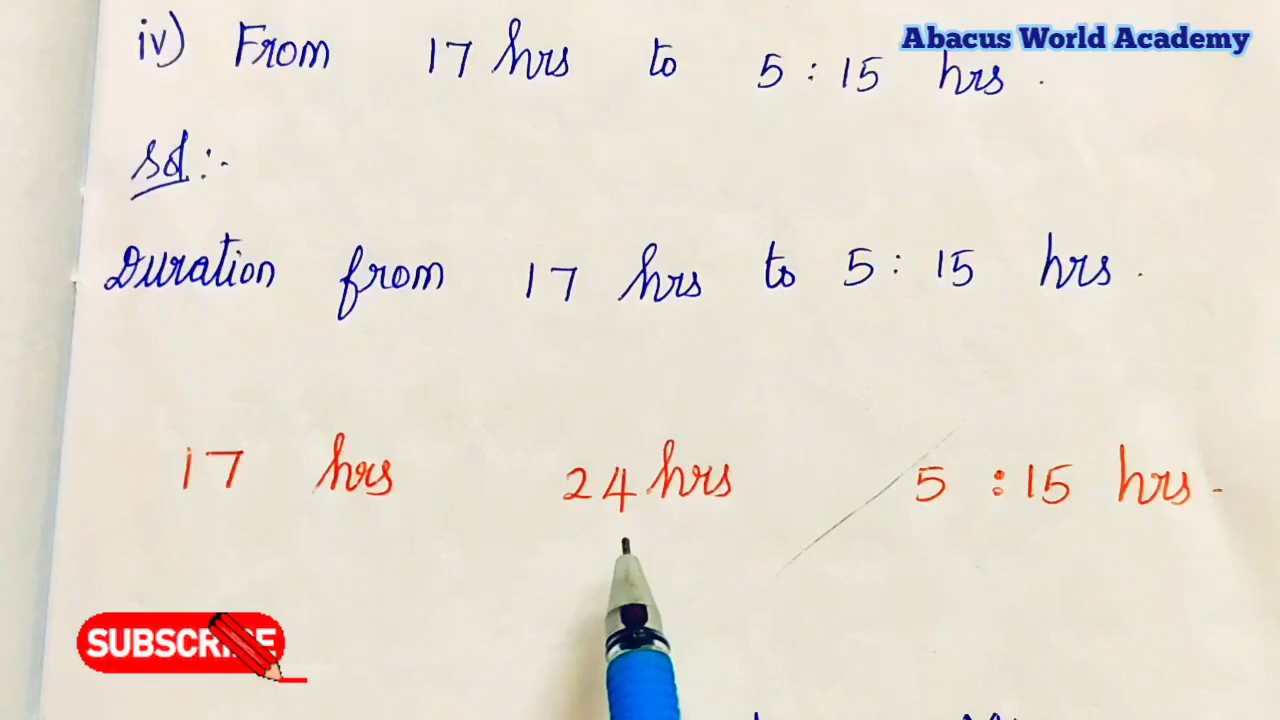 Abacus World Academy
iv) From 17 hrs to 5 : 15 hrs.
Sol :-
Duration from 17 hrs to 5 : 15 hrs.
17 hrs 24 hrs 5 : 15 hrs.
SUBSCRIBE